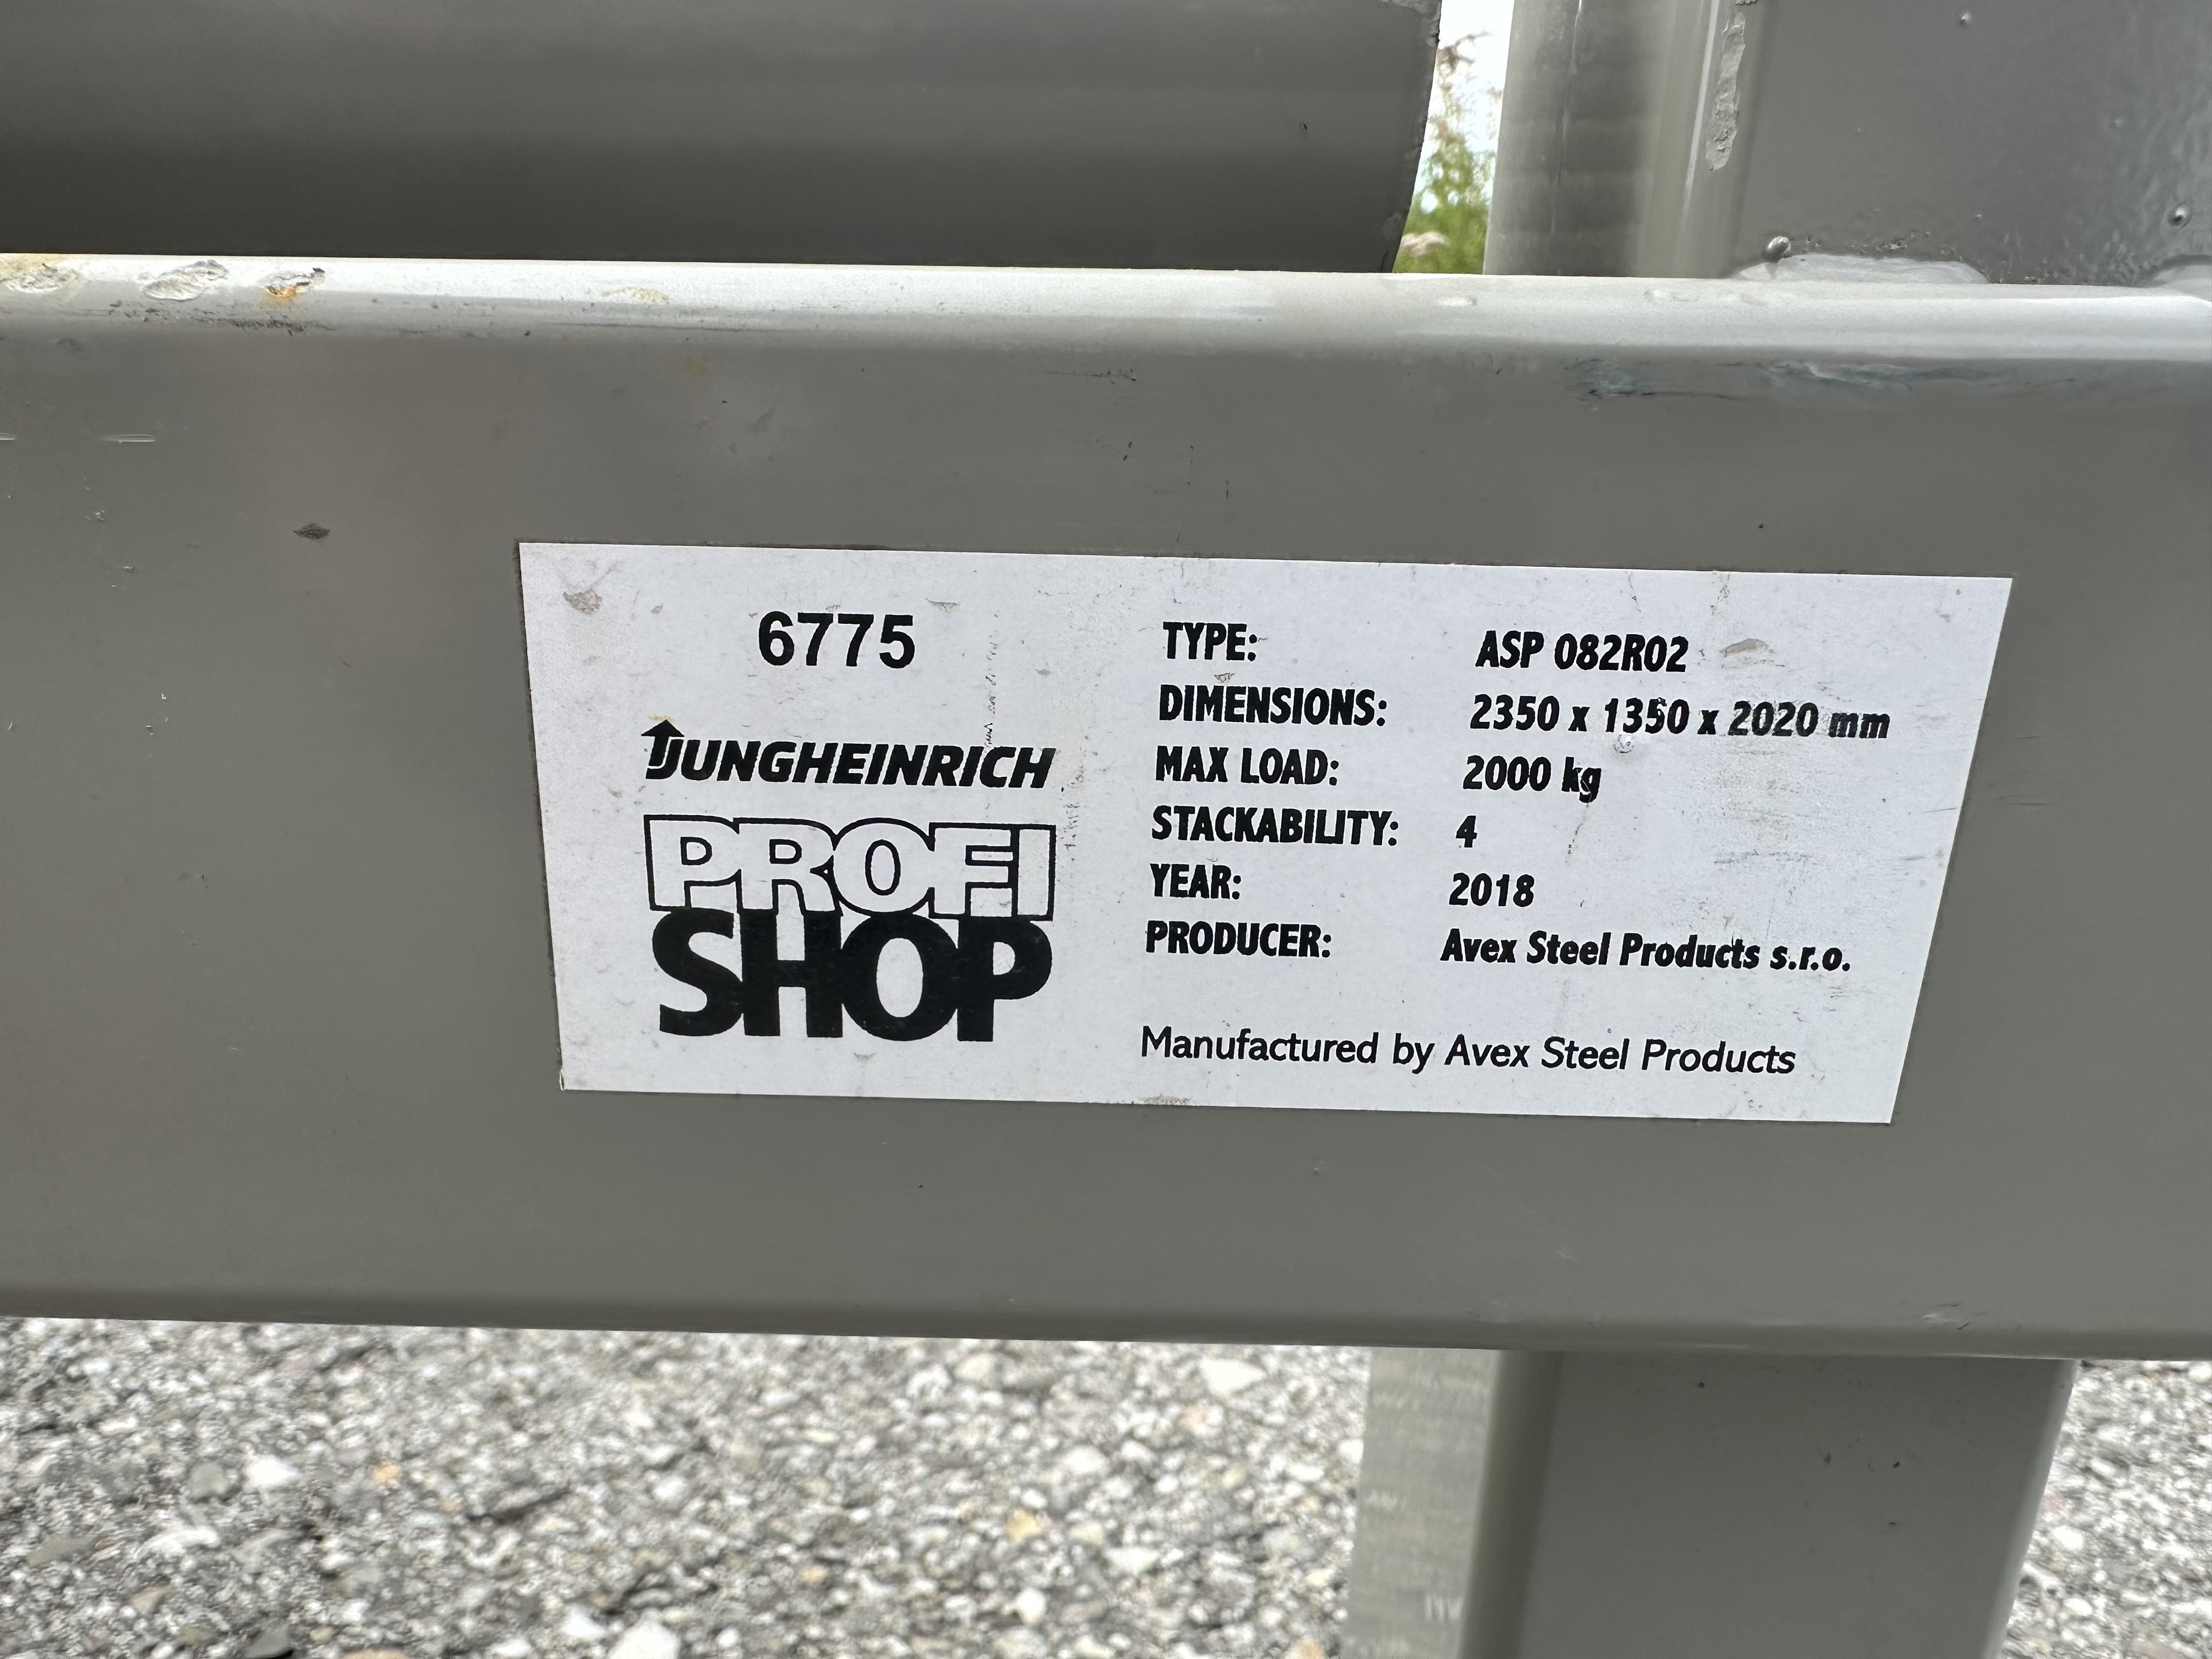 6775
JUNGHEINRICH
PROFI
SHOP
TYPE: ASP 082R02
DIMENSIONS: 2350 x 1350 x 2020 mm
MAX LOAD: 2000 kg
STACKABILITY: 4
YEAR: 2018
PRODUCER: Avex Steel Products s.r.o.
Manufactured by Avex Steel Products